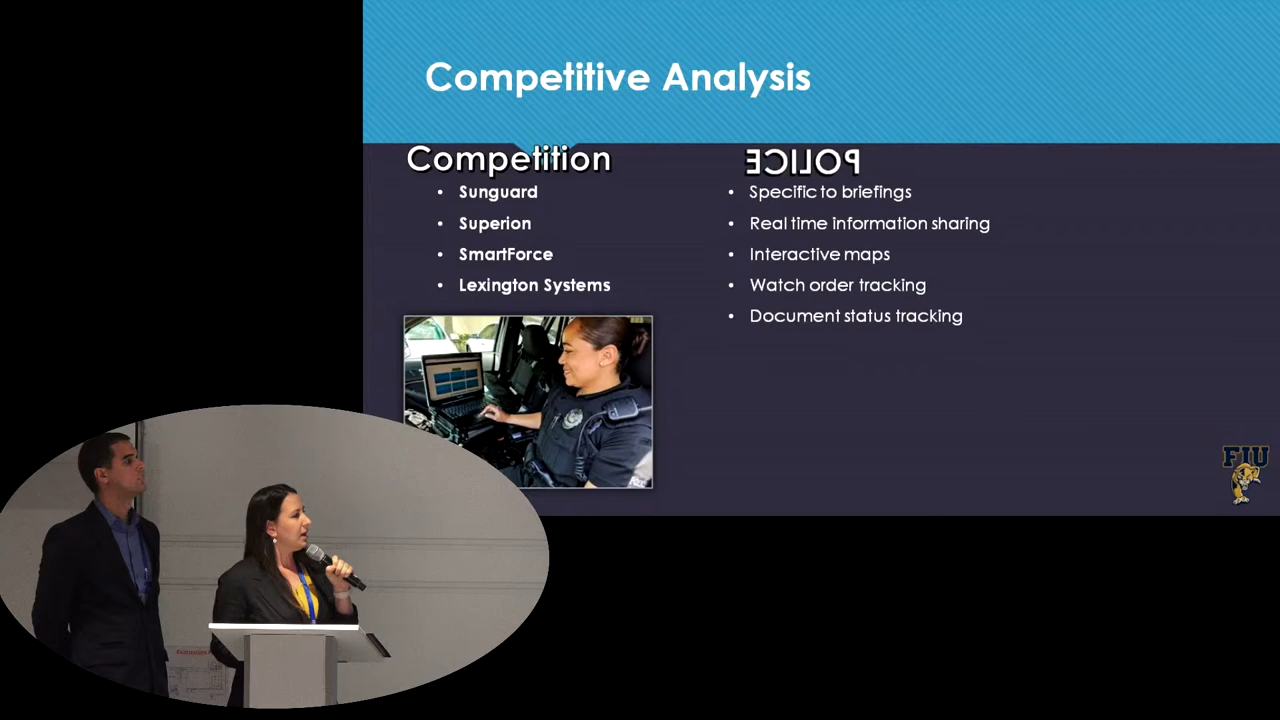 Competitive Analysis
Competition
• Sunguard
• Superion
• SmartForce
• Lexington Systems
POLICE
• Specific to briefings
• Real time information sharing
• Interactive maps
• Watch order tracking
• Document status tracking
FIU